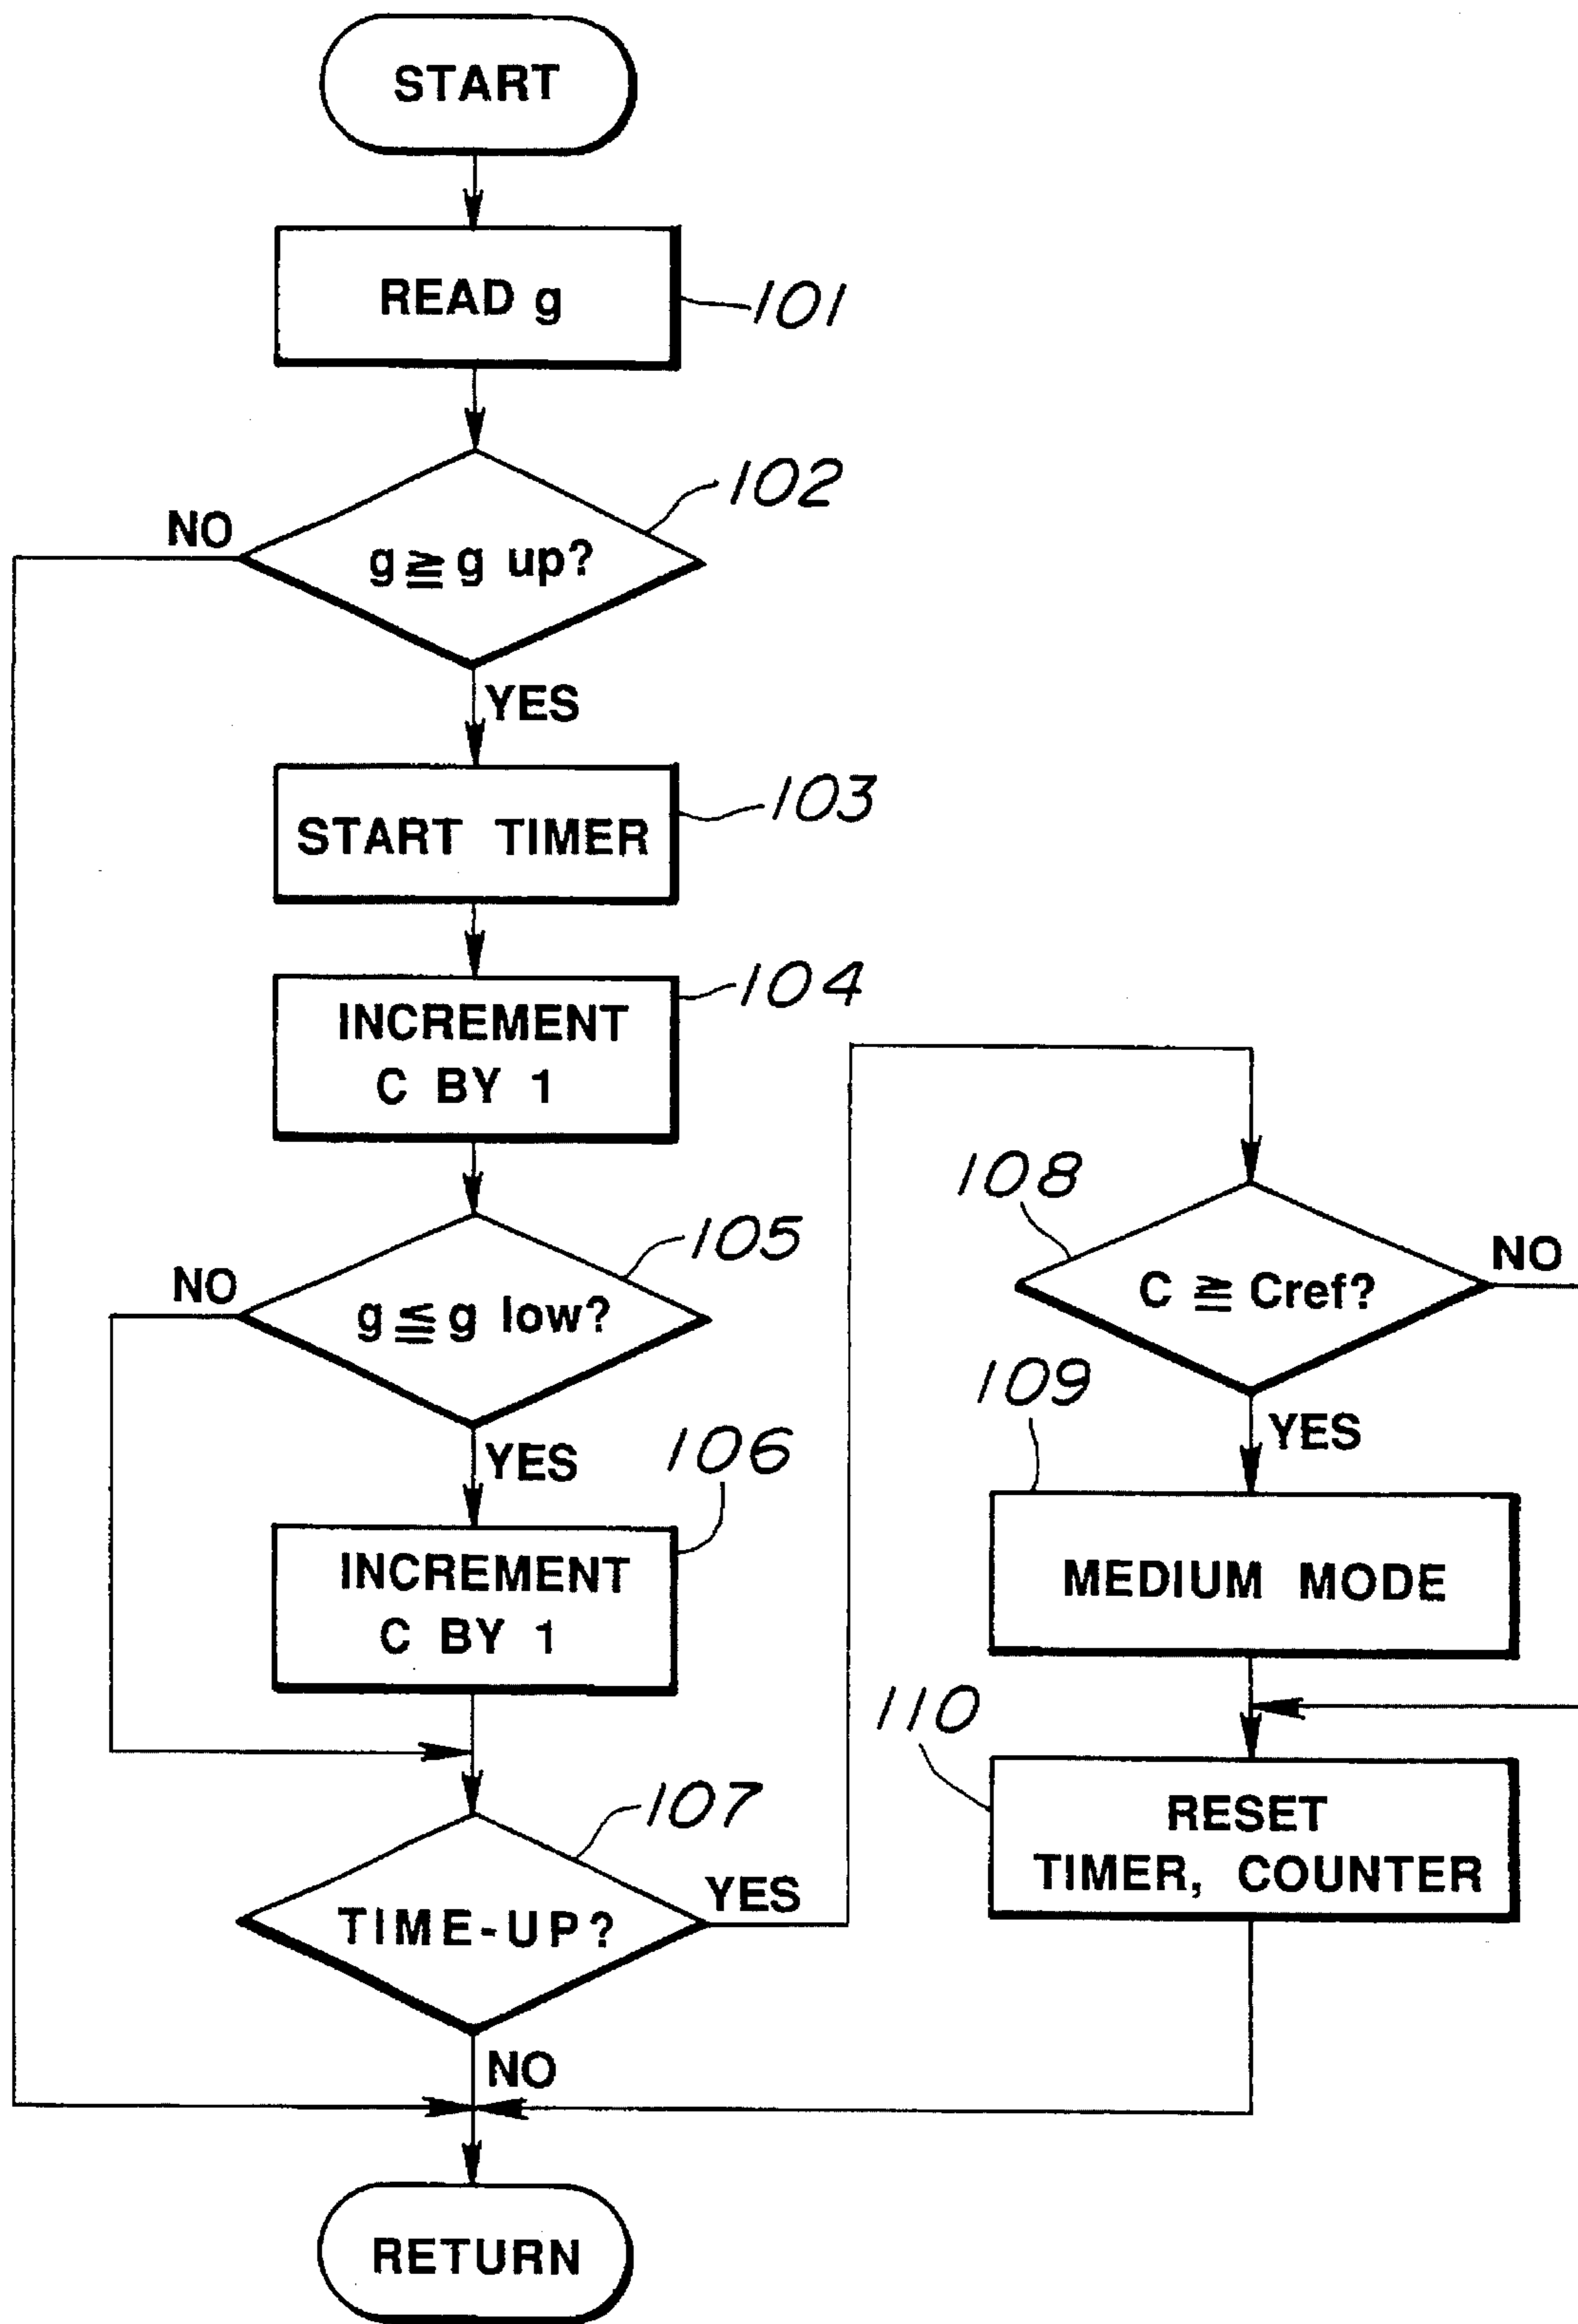 START
READ g
101
102
NO
g ≧ g up?
YES
START TIMER
103
INCREMENT
C BY 1
104
105
NO
g ≦ g low?
YES
106
INCREMENT
C BY 1
107
TIME-UP?
YES
NO
108
C ≧ Cref?
NO
YES
109
MEDIUM MODE
110
RESET
TIMER, COUNTER
RETURN